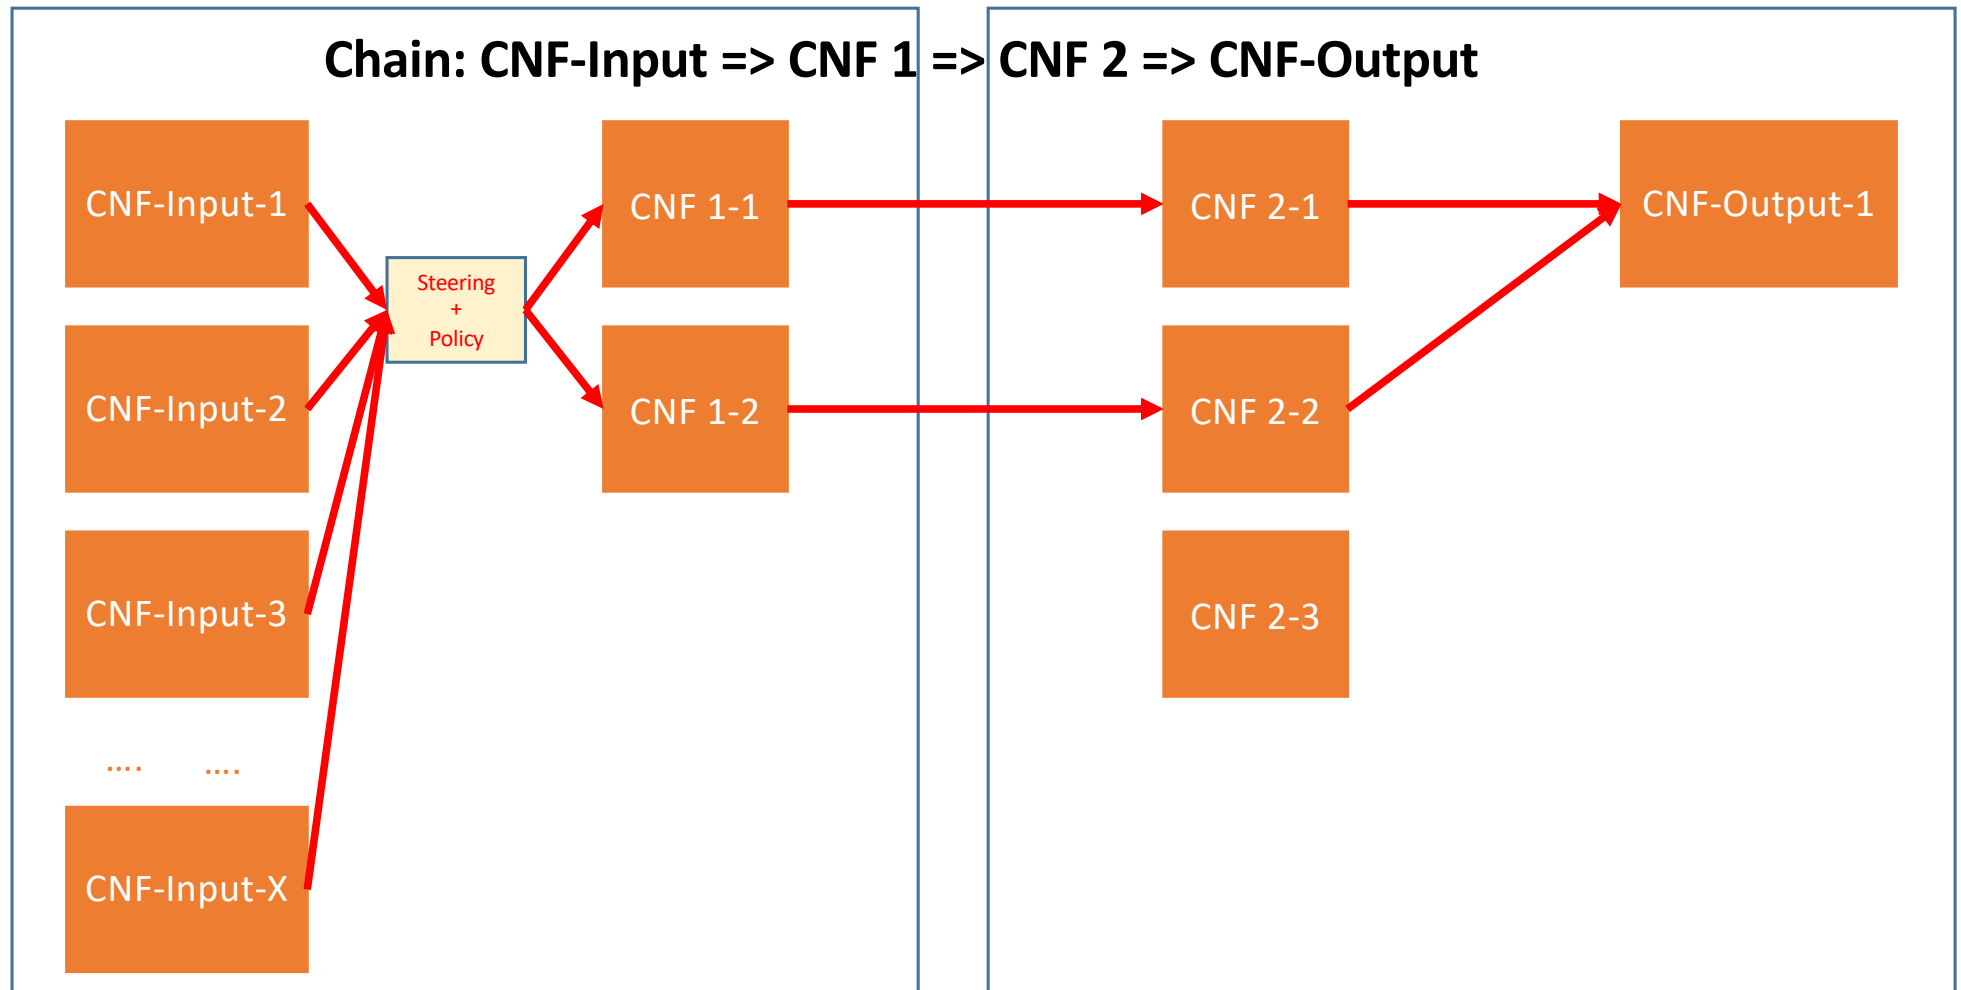 Chain: CNF-Input => CNF 1 => CNF 2 => CNF-Output
CNF-Input-1
CNF 1-1
CNF 2-1
CNF-Output-1
Steering
+
Policy
CNF-Input-2
CNF 1-2
CNF 2-2
CNF-Input-3
CNF 2-3
.... ....
CNF-Input-X